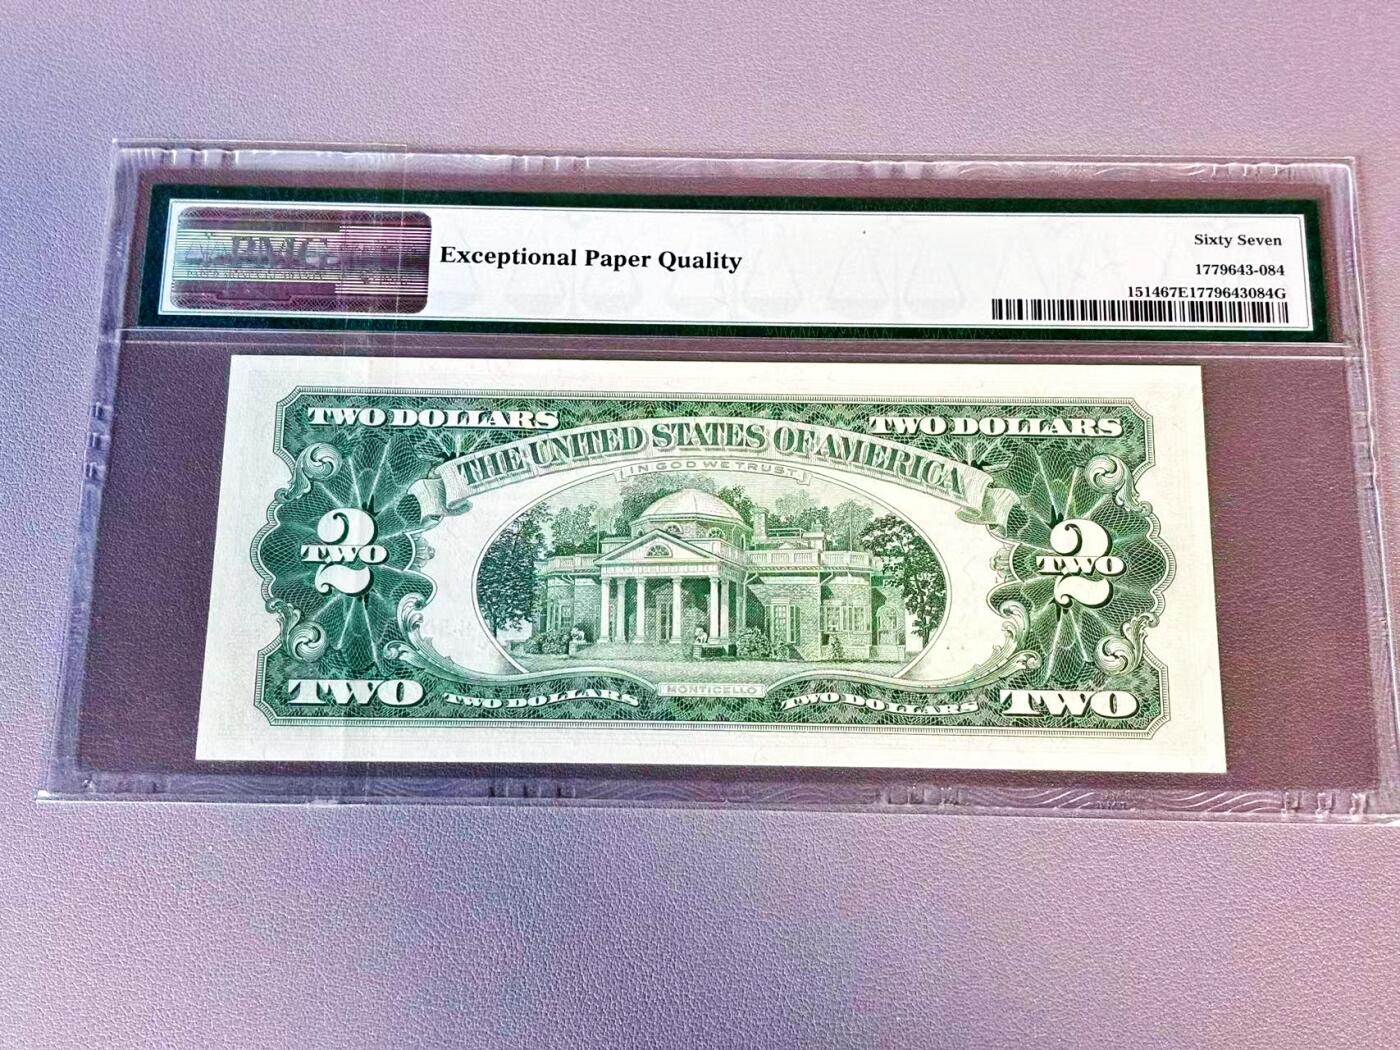 PMG
Exceptional Paper Quality
Sixty Seven
1779643-084
151467E1779643084G
TWO DOLLARS
TWO DOLLARS
THE UNITED STATES OF AMERICA
IN GOD WE TRUST
2
TWO
2
TWO
MONTICELLO
TWO
TWO DOLLARS
TWO DOLLARS
TWO